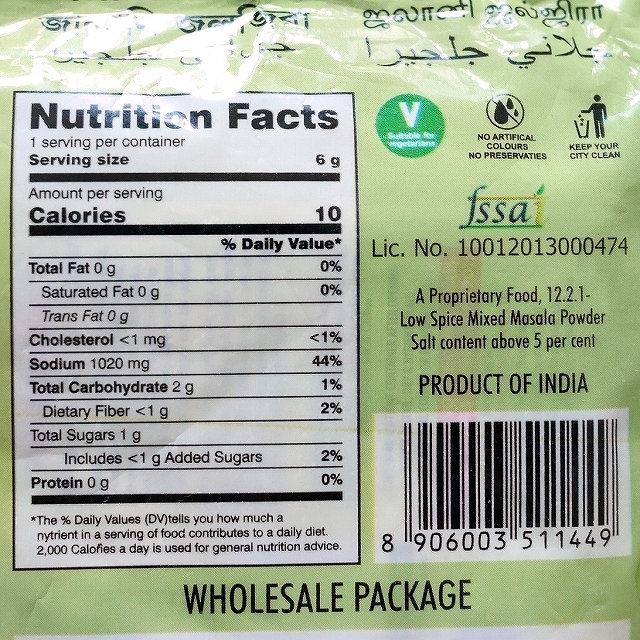 जलानी जलजिरा
ஜலானி ஜல்ஜீரா
جلاني جلجيرا
Nutrition Facts
1 serving per container
Serving size 6 g
Amount per serving
Calories 10
% Daily Value*
Total Fat 0 g 0%
Saturated Fat 0 g 0%
Trans Fat 0 g
Cholesterol <1 mg <1%
Sodium 1020 mg 44%
Total Carbohydrate 2 g 1%
Dietary Fiber <1 g 2%
Total Sugars 1 g
Includes <1 g Added Sugars 2%
Protein 0 g 0%
*The % Daily Values (DV)tells you how much a
nytrient in a serving of food contributes to a daily diet.
2,000 Calofies a day is used for general nutrition advice.
V
Suitable for
vegetarians
NO ARTIFICAL
COLOURS
NO PRESERVATIES
KEEP YOUR
CITY CLEAN
fssai
Lic. No. 10012013000474
A Proprietary Food, 12.2.1-
Low Spice Mixed Masala Powder
Salt content above 5 per cent
PRODUCT OF INDIA
8 906003 511449
WHOLESALE PACKAGE